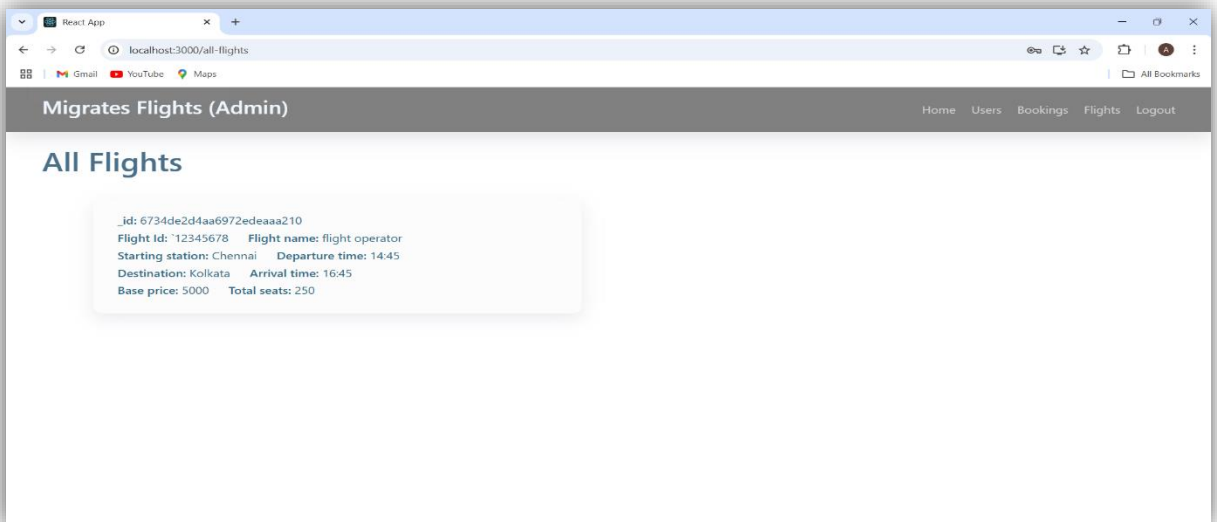 React App
localhost:3000/all-flights
A
Gmail YouTube Maps All Bookmarks
Migrates Flights (Admin) Home Users Bookings Flights Logout
All Flights
_id: 6734de2d4aa6972edeaaa210
Flight Id: `12345678 Flight name: flight operator
Starting station: Chennai Departure time: 14:45
Destination: Kolkata Arrival time: 16:45
Base price: 5000 Total seats: 250